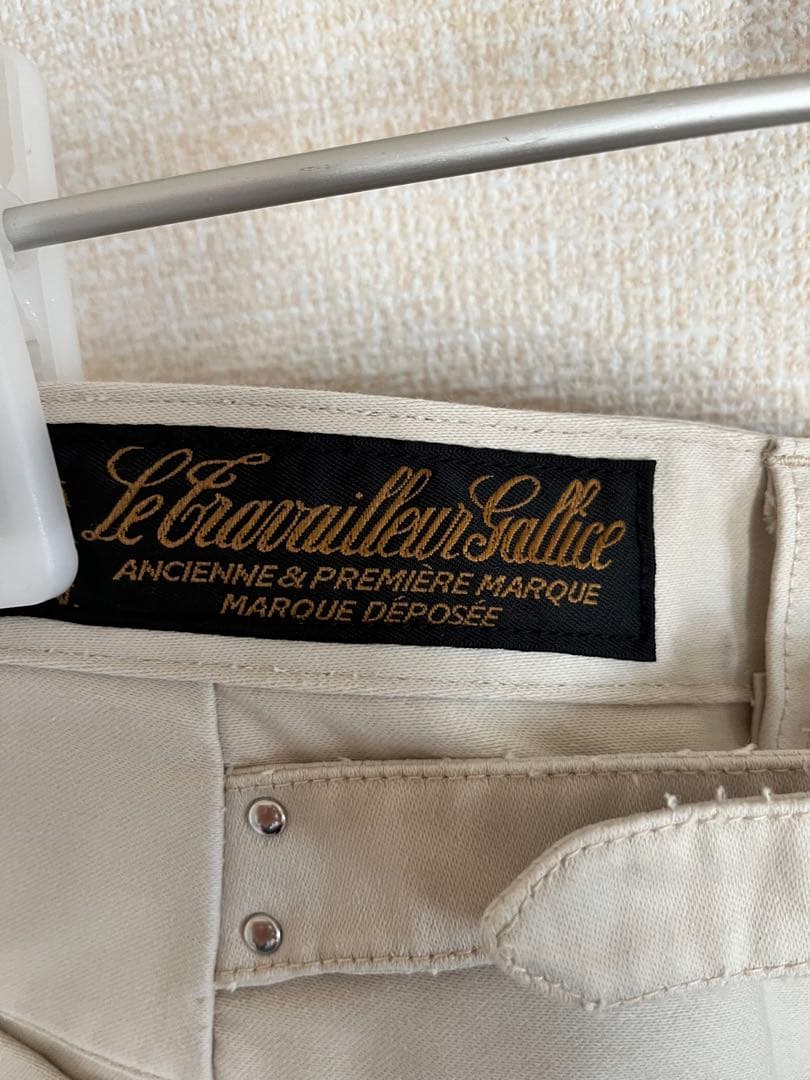 Le Travailleur Gallice
ANCIENNE & PREMIÈRE MARQUE
MARQUE DÉPOSÉE